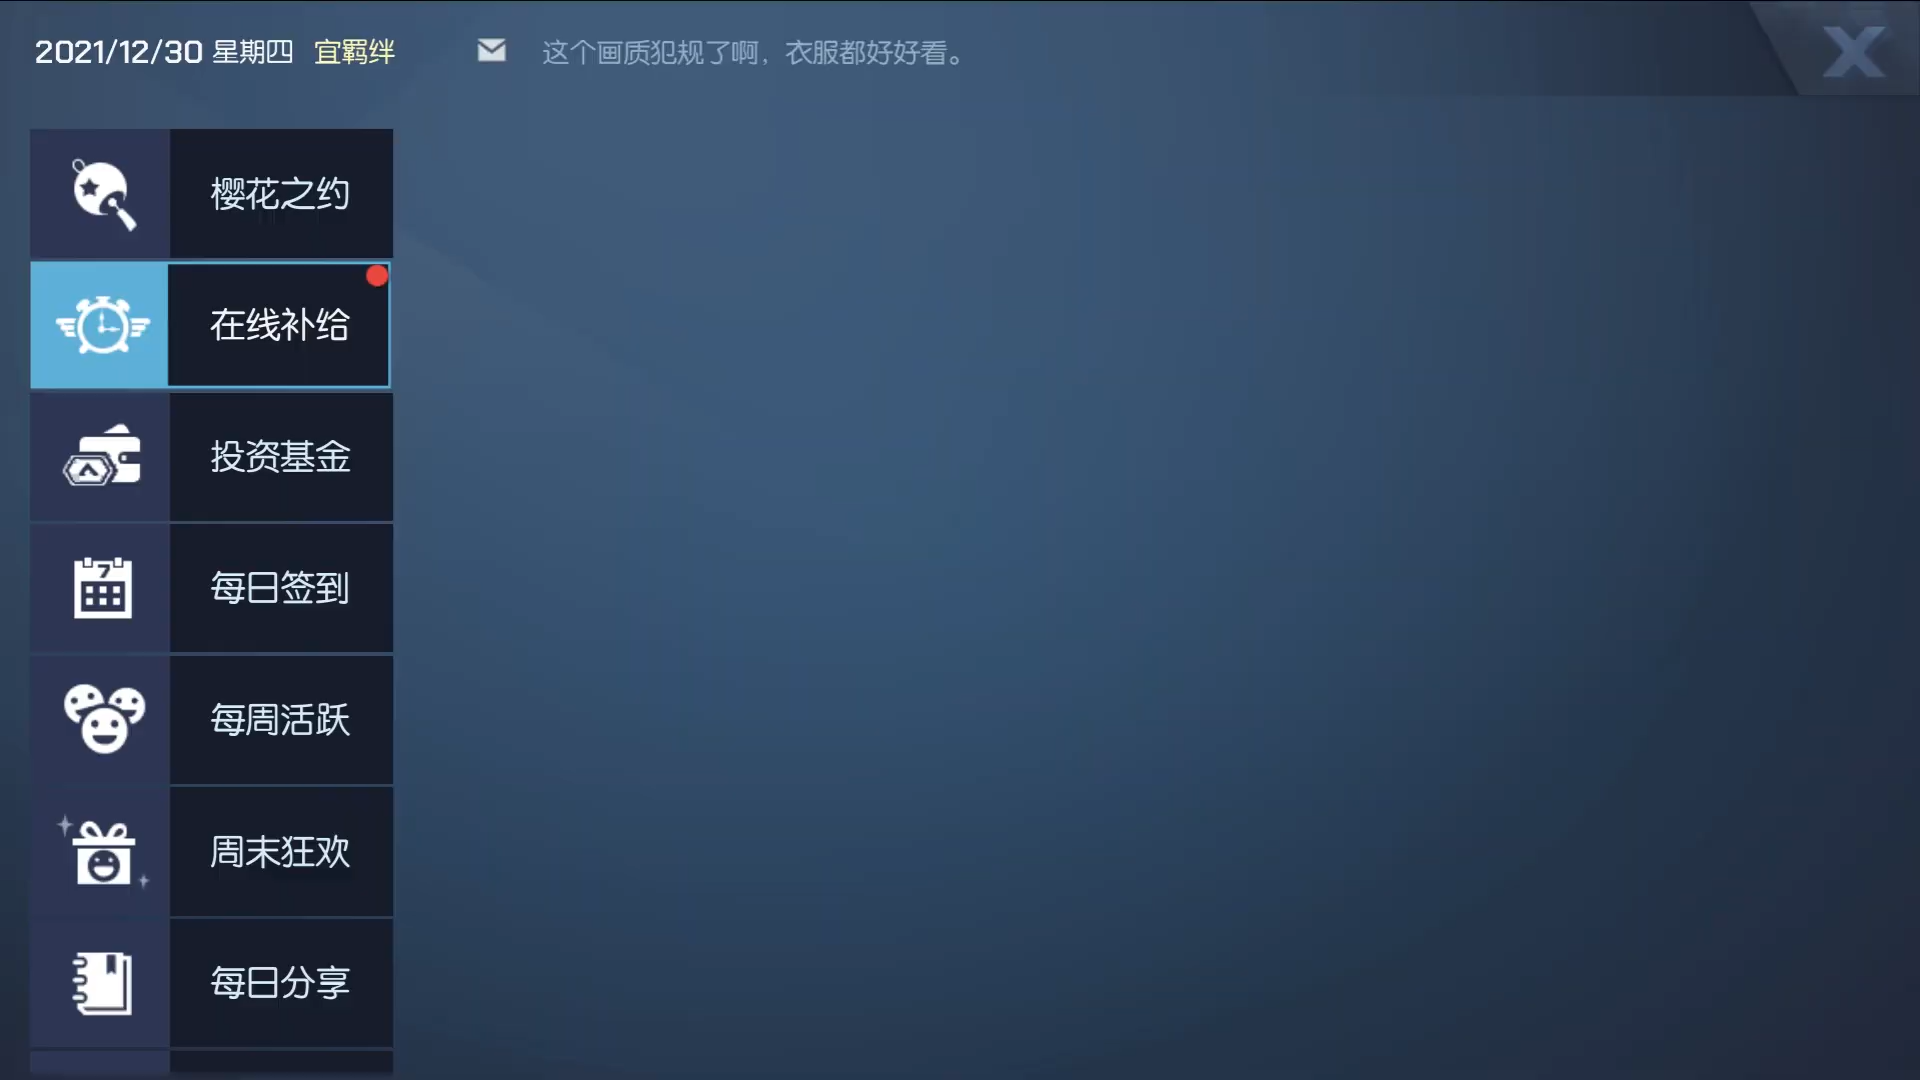 2021/12/30 星期四 宜羁绊
这个画质犯规了啊，衣服都好好看。
樱花之约
在线补给
投资基金
7
每日签到
每周活跃
周末狂欢
每日分享